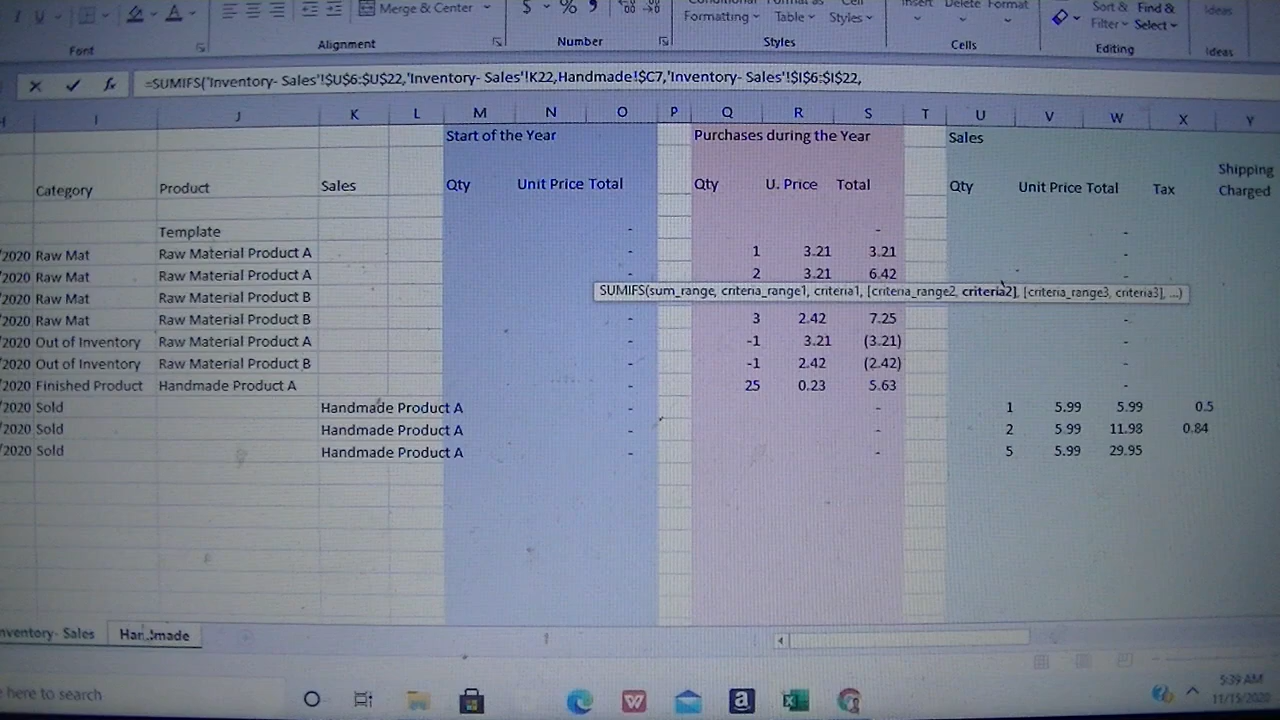 I U A Merge & Center $ % Formatting Table Styles Insert Delete Format Filter Select Sort & Find & Ideas
Font Alignment Number Styles Cells Editing Ideas
fx =SUMIFS('Inventory- Sales'!$U$6:$U$22,'Inventory- Sales'!K22,Handmade!$C7,'Inventory- Sales'!$I$6:$I$22,
I J K L M N O P Q R S T U V W X Y
Start of the Year Purchases during the Year Sales
Shipping
Category Product Sales Qty Unit Price Total Qty U. Price Total Qty Unit Price Total Tax Charged
Template - - -
/2020 Raw Mat Raw Material Product A - 1 3.21 3.21 -
/2020 Raw Mat Raw Material Product A - 2 3.21 6.42 -
/2020 Raw Mat Raw Material Product B SUMIFS(sum_range, criteria_range1, criteria1, [criteria_range2, criteria2], [criteria_range3, criteria3], ...)
/2020 Raw Mat Raw Material Product B - 3 2.42 7.25 -
/2020 Out of Inventory Raw Material Product A - -1 3.21 (3.21) -
/2020 Out of Inventory Raw Material Product B - -1 2.42 (2.42) -
/2020 Finished Product Handmade Product A - 25 0.23 5.63 -
/2020 Sold Handmade Product A - - 1 5.99 5.99 0.5
/2020 Sold Handmade Product A - - 2 5.99 11.98 0.84
/2020 Sold Handmade Product A - - 5 5.99 29.95
nventory- Sales Handmade
here to search
5:39 AM
11/15/2020